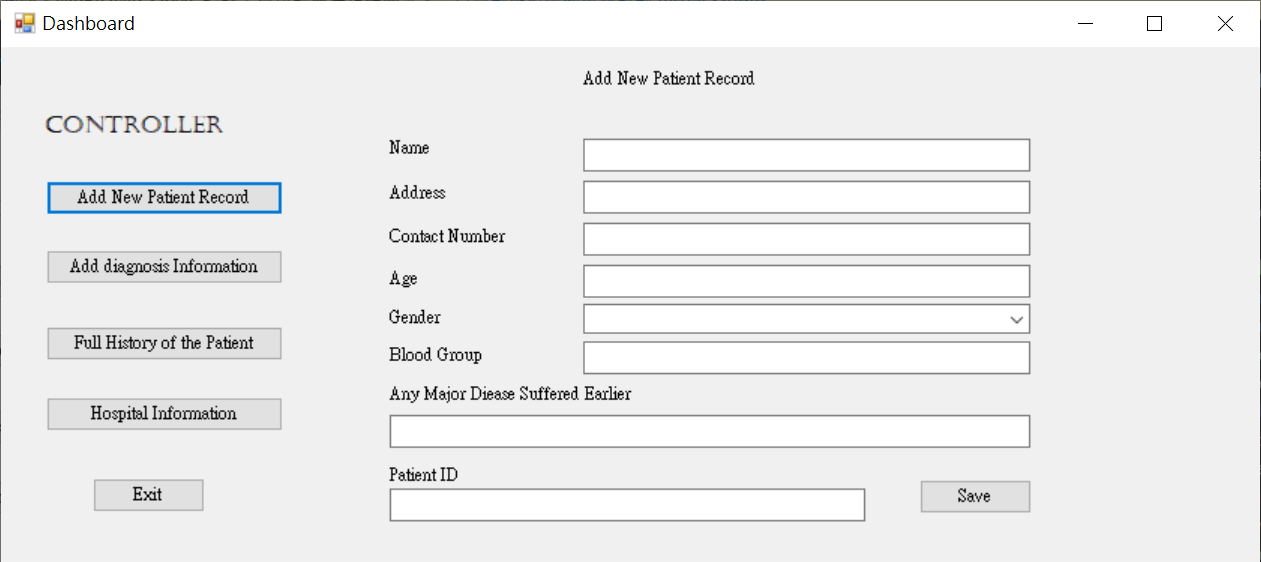 Dashboard
Add New Patient Record
CONTROLLER
Name
Add New Patient Record
Address
Contact Number
Add diagnosis Information
Age
Gender
Full History of the Patient
Blood Group
Any Major Diease Suffered Earlier
Hospital Information
Patient ID
Exit
Save